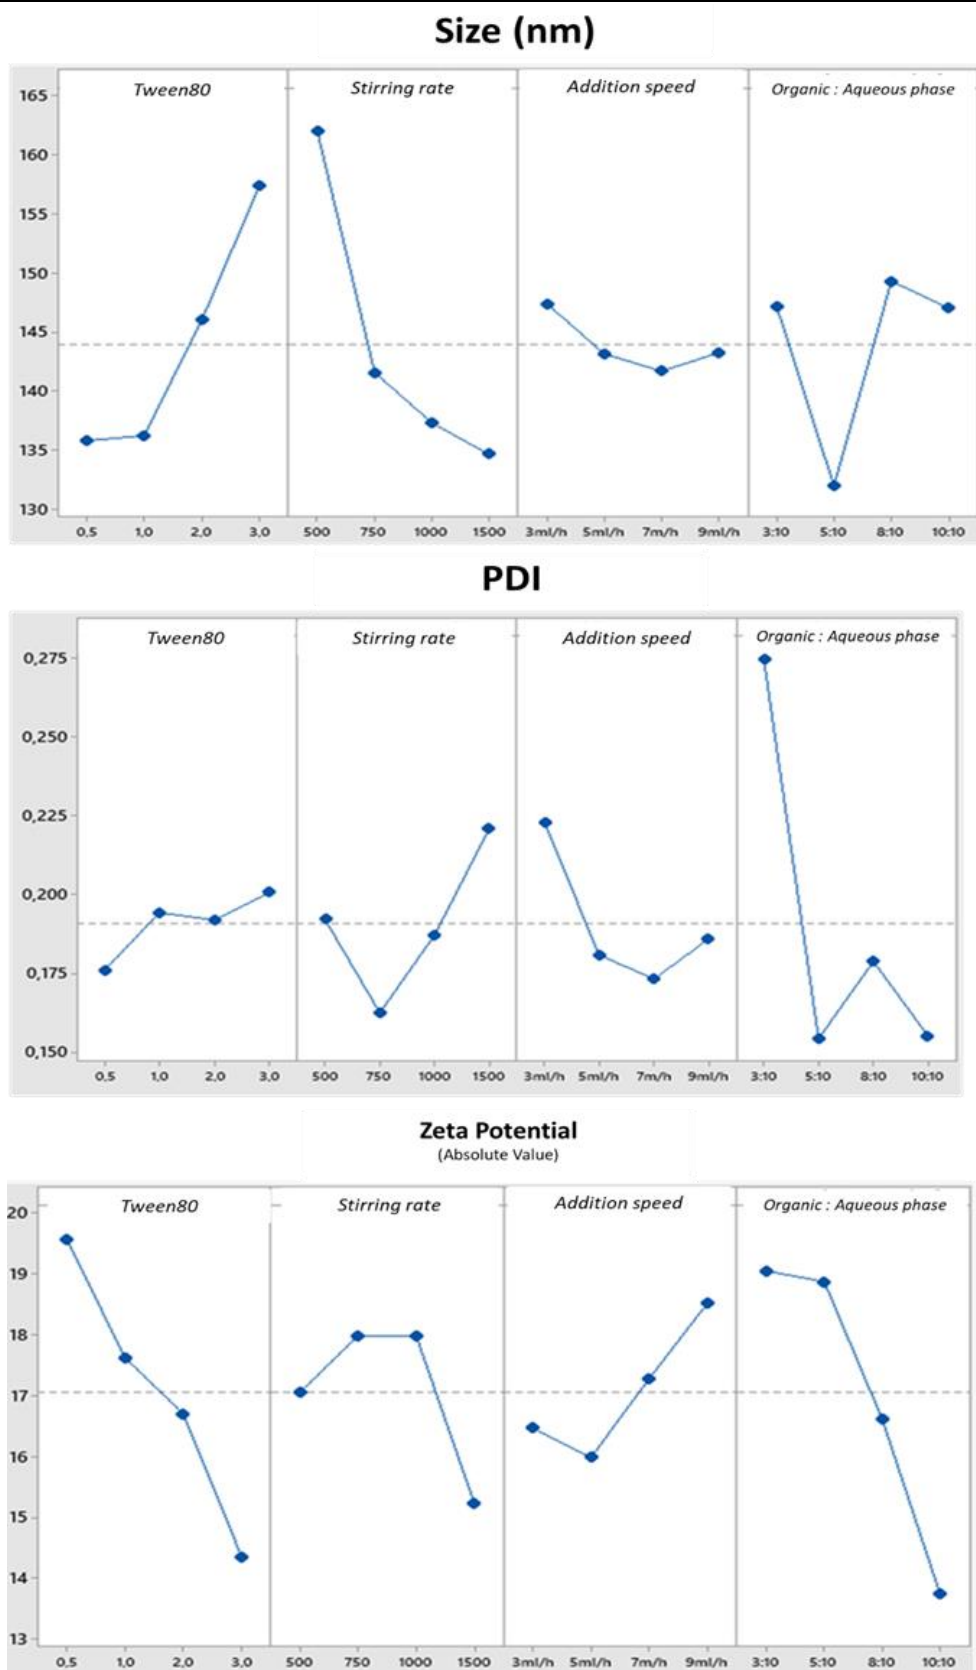 Size (nm)
Tween80 Stirring rate Addition speed Organic : Aqueous phase
165
160
155
150
145
140
135
130
0,5 1,0 2,0 3,0 500 750 1000 1500 3ml/h 5ml/h 7m/h 9ml/h 3:10 5:10 8:10 10:10
PDI
Tween80 Stirring rate Addition speed Organic : Aqueous phase
0,275
0,250
0,225
0,200
0,175
0,150
0,5 1,0 2,0 3,0 500 750 1000 1500 3ml/h 5ml/h 7m/h 9ml/h 3:10 5:10 8:10 10:10
Zeta Potential
(Absolute Value)
Tween80 Stirring rate Addition speed Organic : Aqueous phase
20
19
18
17
16
15
14
13
0,5 1,0 2,0 3,0 500 750 1000 1500 3ml/h 5ml/h 7m/h 9ml/h 3:10 5:10 8:10 10:10